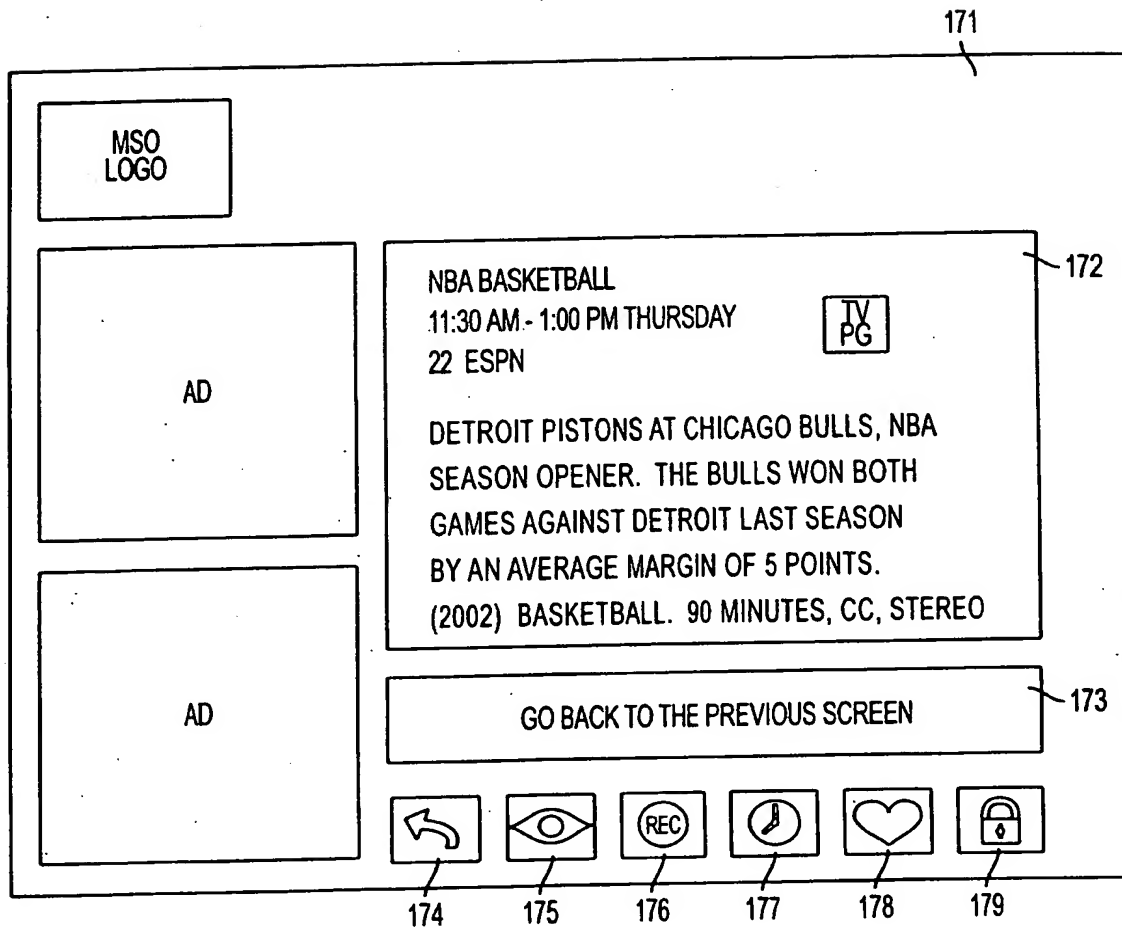 171
MSO
LOGO
AD
NBA BASKETBALL
11:30 AM - 1:00 PM THURSDAY
22 ESPN
TV
PG
172
DETROIT PISTONS AT CHICAGO BULLS, NBA
SEASON OPENER. THE BULLS WON BOTH
GAMES AGAINST DETROIT LAST SEASON
BY AN AVERAGE MARGIN OF 5 POINTS.
(2002) BASKETBALL. 90 MINUTES, CC, STEREO
AD
GO BACK TO THE PREVIOUS SCREEN
173
REC
174
175
176
177
178
179